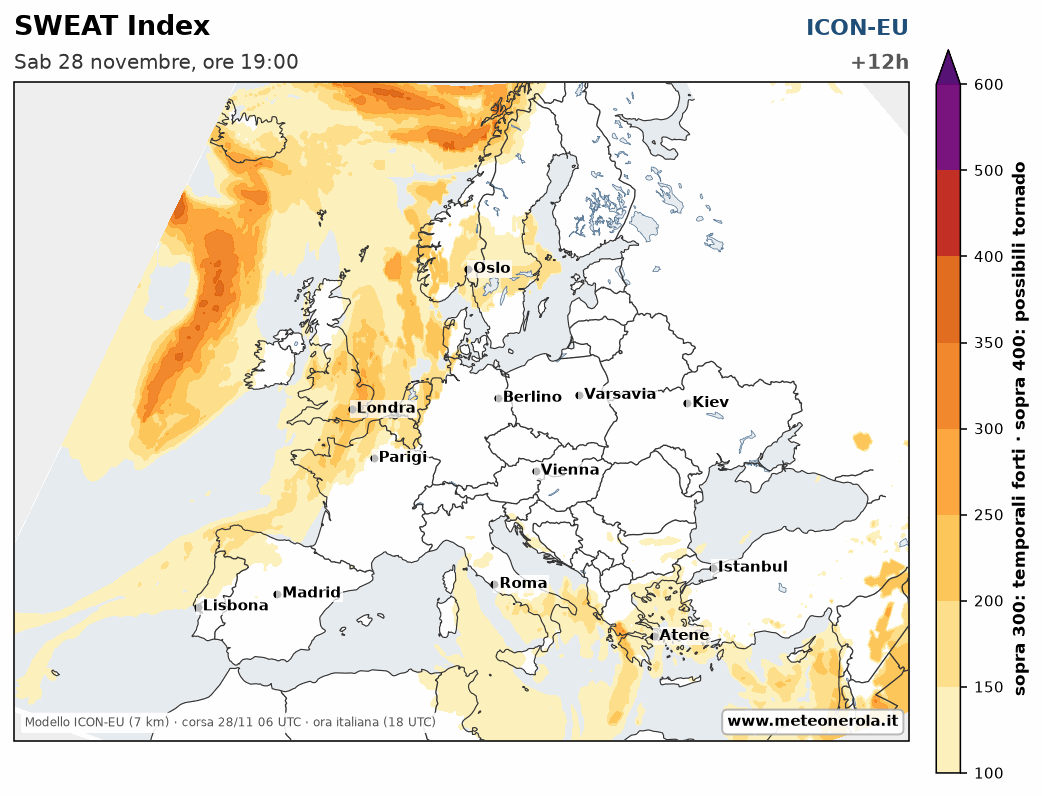 SWEAT Index
ICON-EU
Sab 28 novembre, ore 19:00
+12h
600
500
400
350
300
250
200
150
100
sopra 300: temporali forti · sopra 400: possibili tornado
Oslo
Berlino
Varsavia
Kiev
Londra
Parigi
Vienna
Istanbul
Roma
Madrid
Lisbona
Atene
Modello ICON-EU (7 km) · corsa 28/11 06 UTC · ora italiana (18 UTC)
www.meteonerola.it